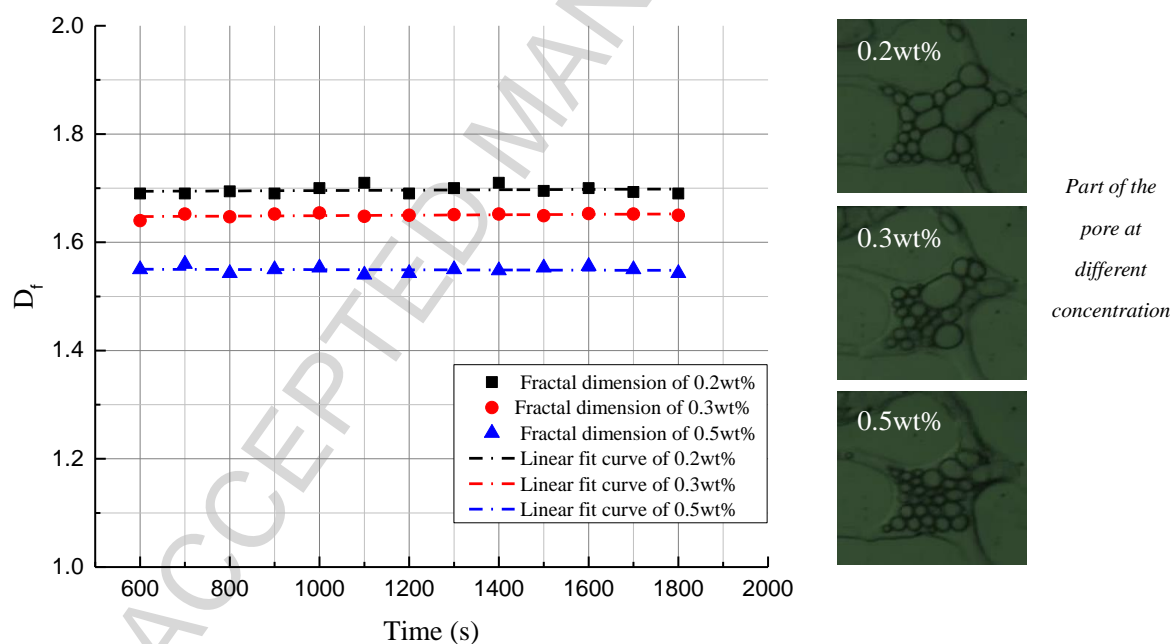 2.0
1.8
1.6
1.4
1.2
1.0
D_f
600 800 1000 1200 1400 1600 1800 2000
Time (s)
Fractal dimension of 0.2wt%
Fractal dimension of 0.3wt%
Fractal dimension of 0.5wt%
Linear fit curve of 0.2wt%
Linear fit curve of 0.3wt%
Linear fit curve of 0.5wt%
ACCEPTED MAN
0.2wt%
0.3wt%
0.5wt%
Part of the
pore at
different
concentration